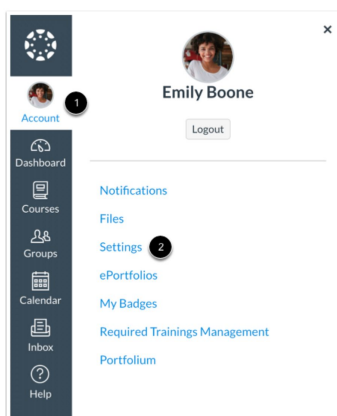 Account
1
Dashboard
Courses
Groups
Calendar
Inbox
Help
×
Emily Boone
Logout
Notifications
Files
Settings 2
ePortfolios
My Badges
Required Trainings Management
Portfolium